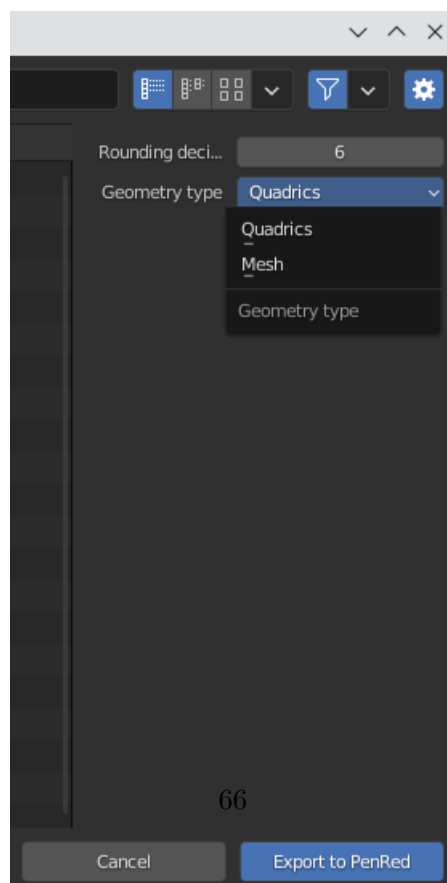 Rounding deci... 6
Geometry type Quadrics
Quadrics
Mesh
Geometry type
66
Cancel Export to PenRed